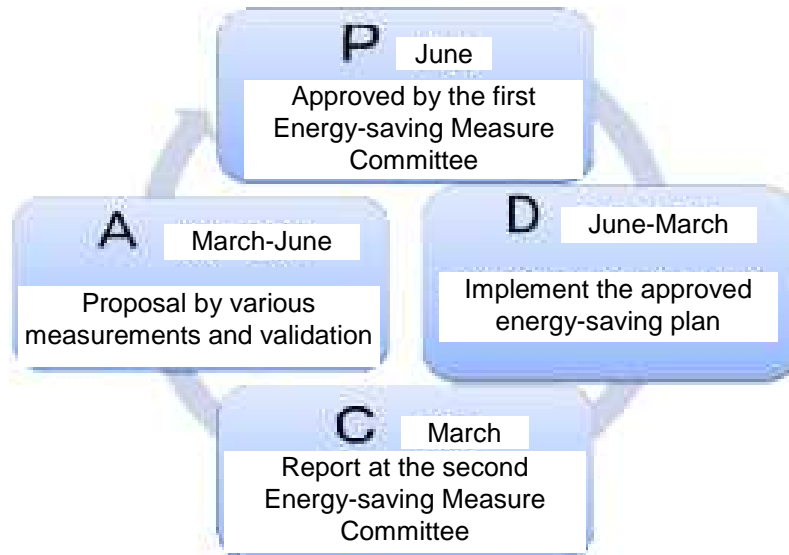 P June
Approved by the first
Energy-saving Measure
Committee
A March-June
Proposal by various
measurements and validation
D June-March
Implement the approved
energy-saving plan
C March
Report at the second
Energy-saving Measure
Committee